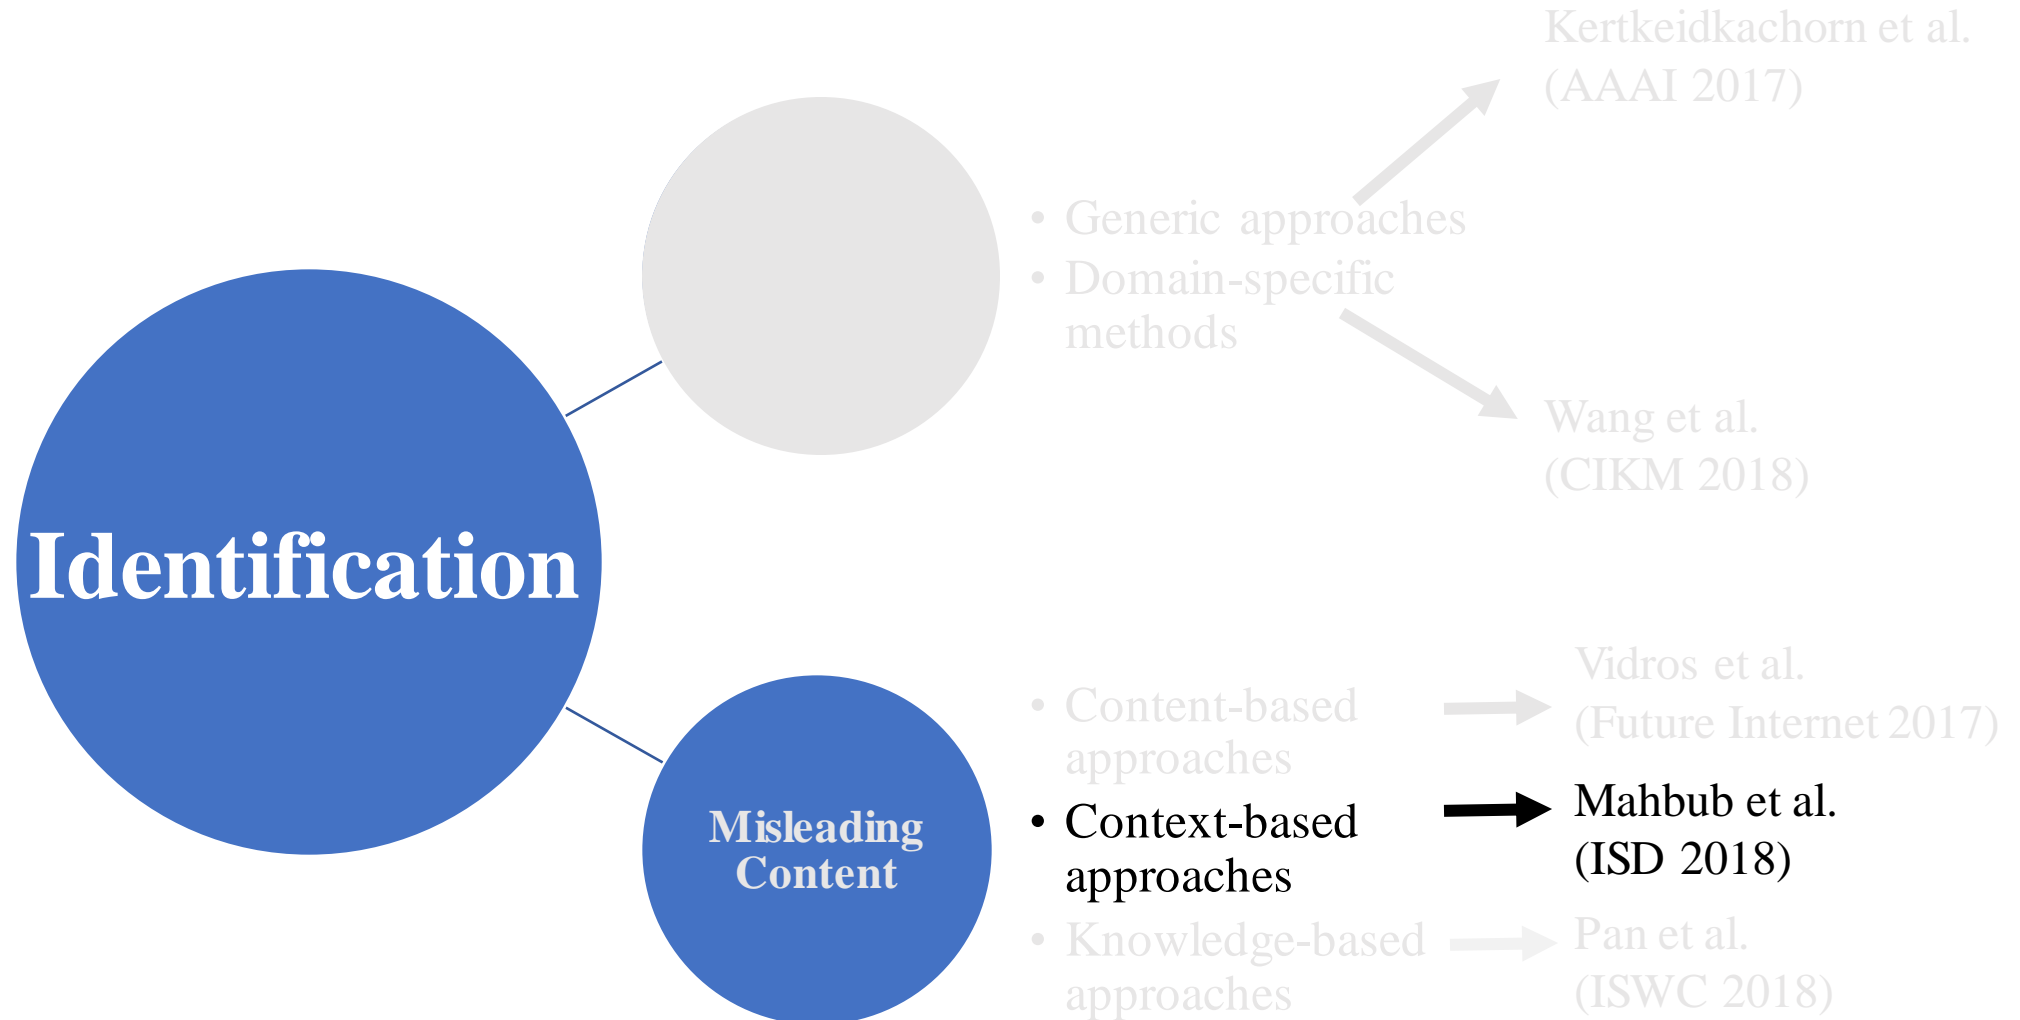 Kertkeidkachorn et al.
(AAAI 2017)
• Generic approaches
• Domain-specific
methods
Wang et al.
(CIKM 2018)
Identification
Misleading
Content
• Content-based
approaches
Vidros et al.
(Future Internet 2017)
• Context-based
approaches
Mahbub et al.
(ISD 2018)
• Knowledge-based
approaches
Pan et al.
(ISWC 2018)